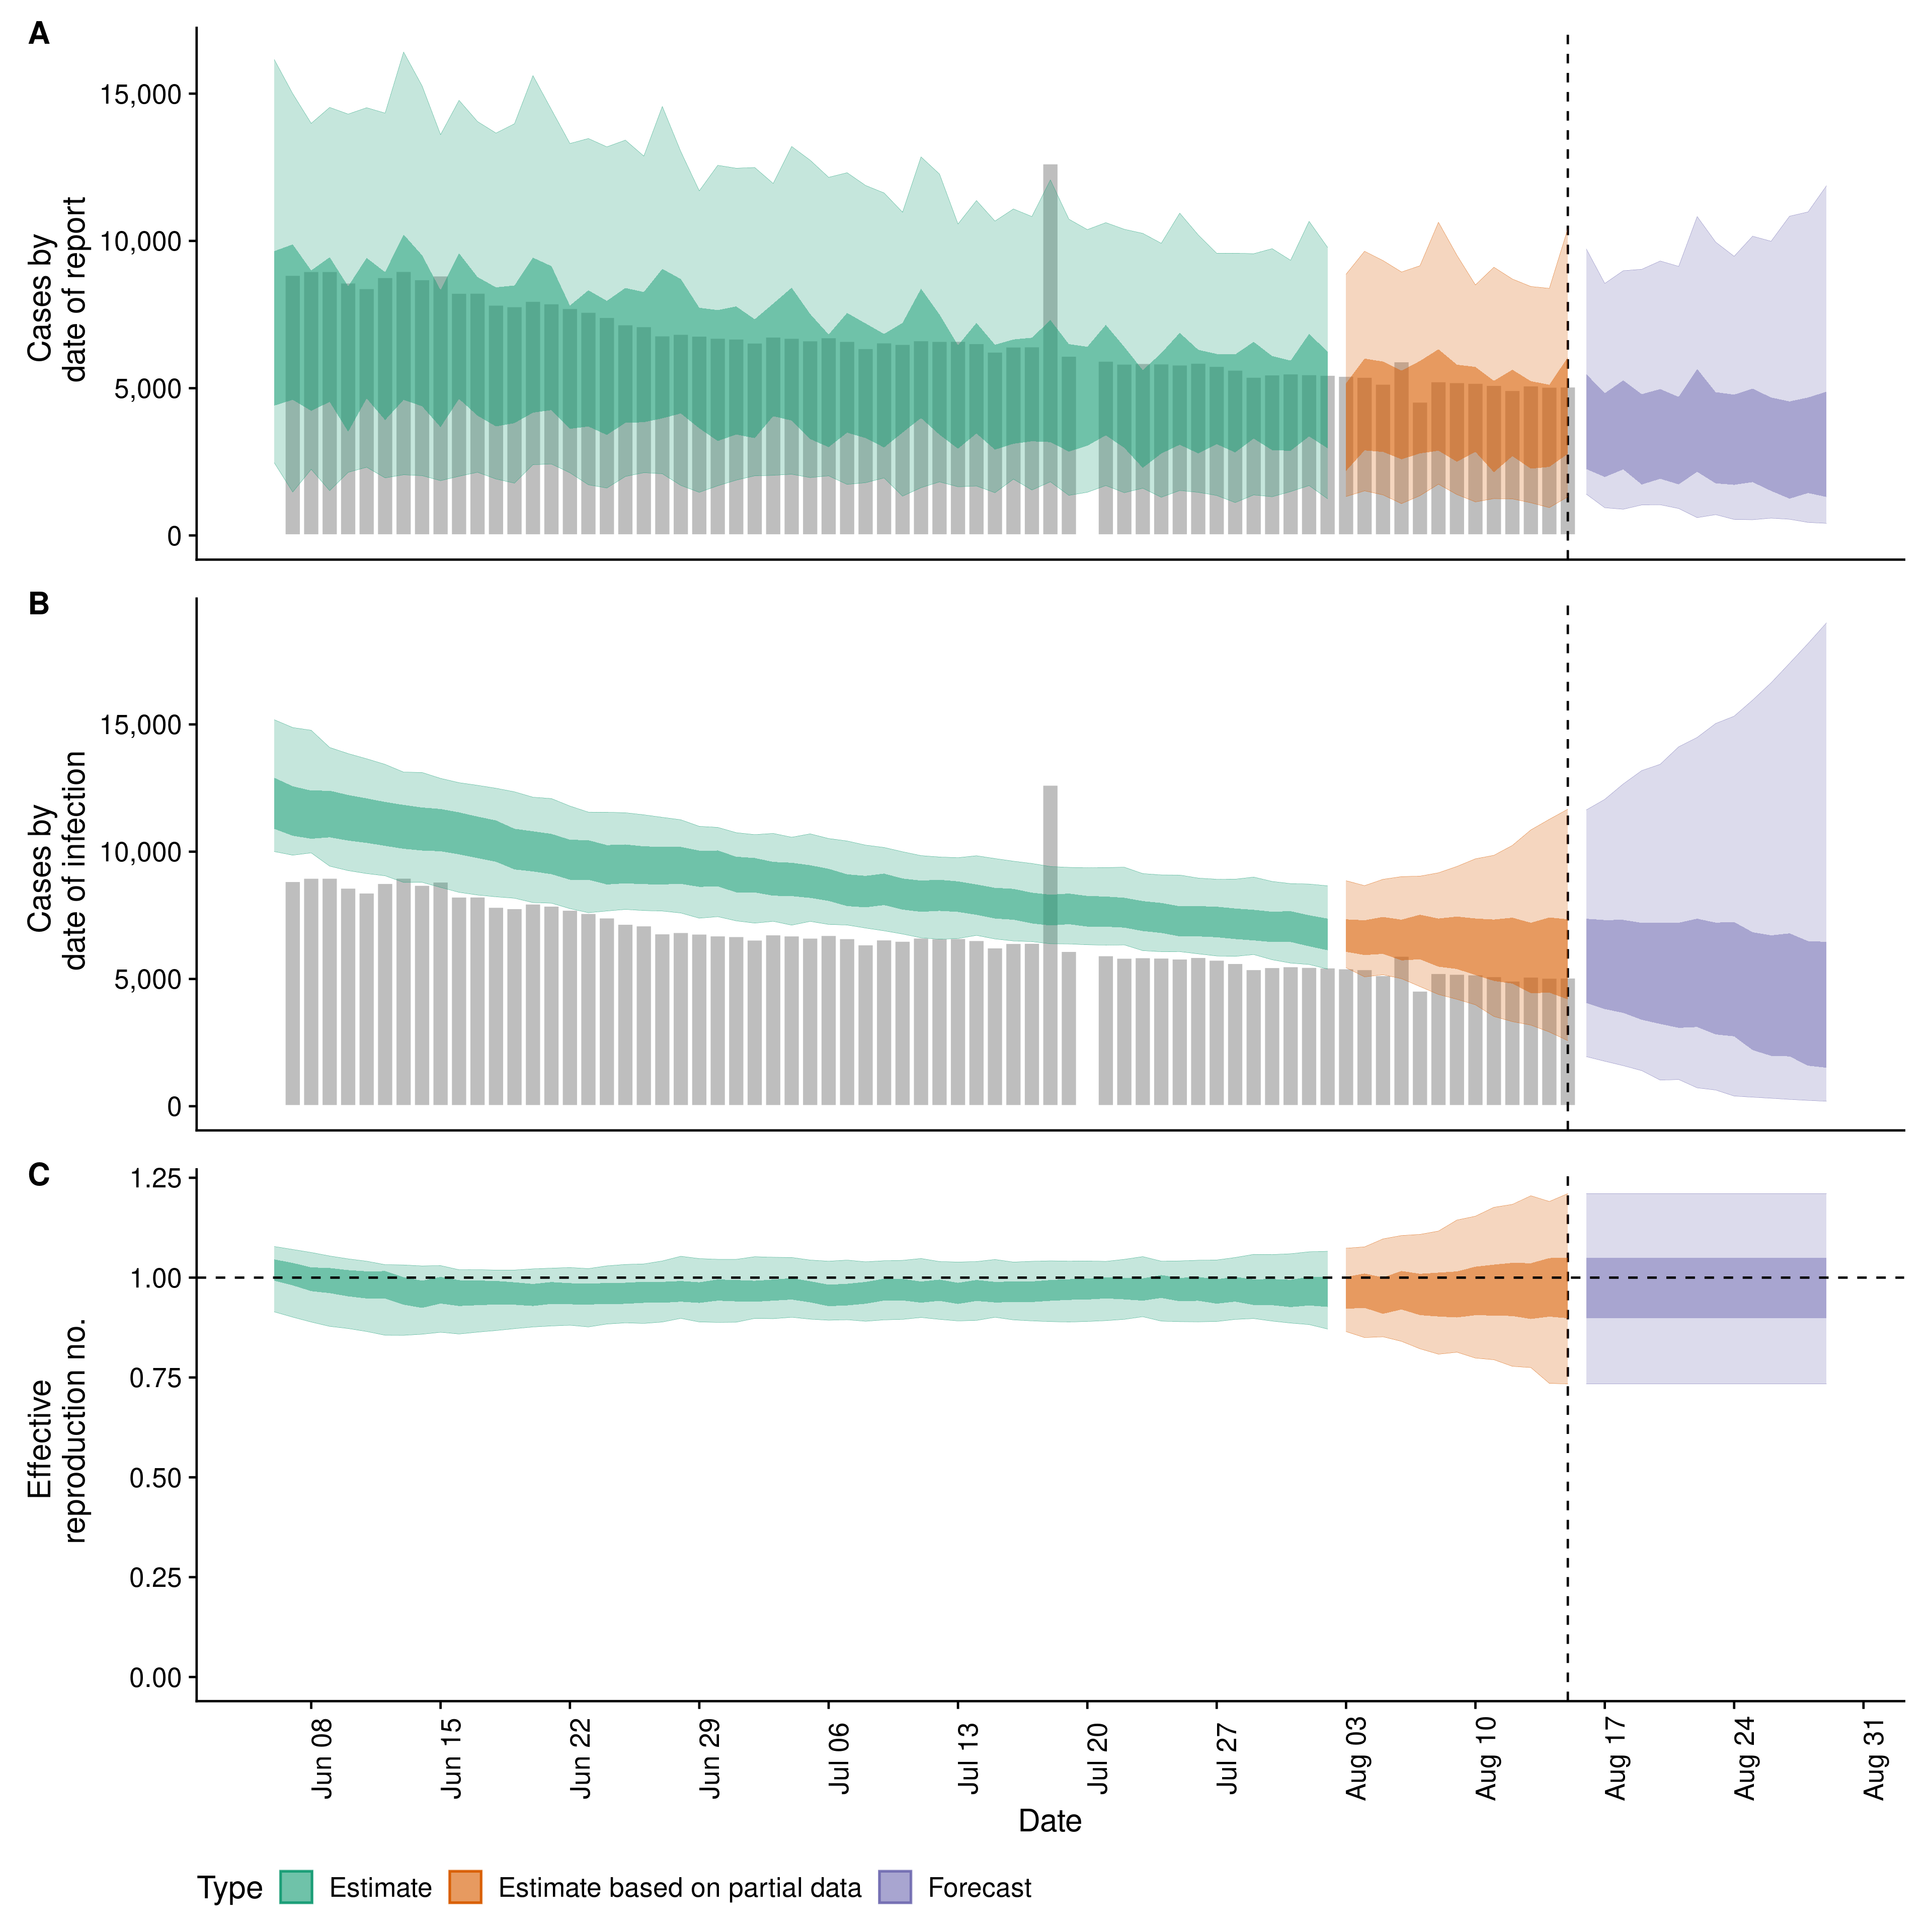 A
Cases by
date of report
15,000
10,000
5,000
0
B
Cases by
date of infection
15,000
10,000
5,000
0
C
Effective
reproduction no.
1.25
1.00
0.75
0.50
0.25
0.00
Jun 08
Jun 15
Jun 22
Jun 29
Jul 06
Jul 13
Jul 20
Jul 27
Aug 03
Aug 10
Aug 17
Aug 24
Aug 31
Date
Type Estimate Estimate based on partial data Forecast